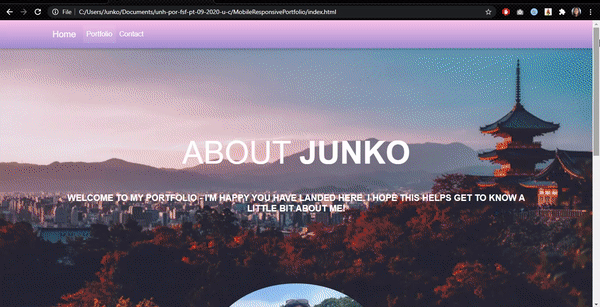 File C:/Users/Junko/Documents/unh-por-fsf-pt-09-2020-u-c/MobileResponsivePortfolio/index.html
Home Portfolio Contact
ABOUT JUNKO
WELCOME TO MY PORTFOLIO - I'M HAPPY YOU HAVE LANDED HERE, I HOPE THIS HELPS GET TO KNOW A
LITTLE BIT ABOUT ME!